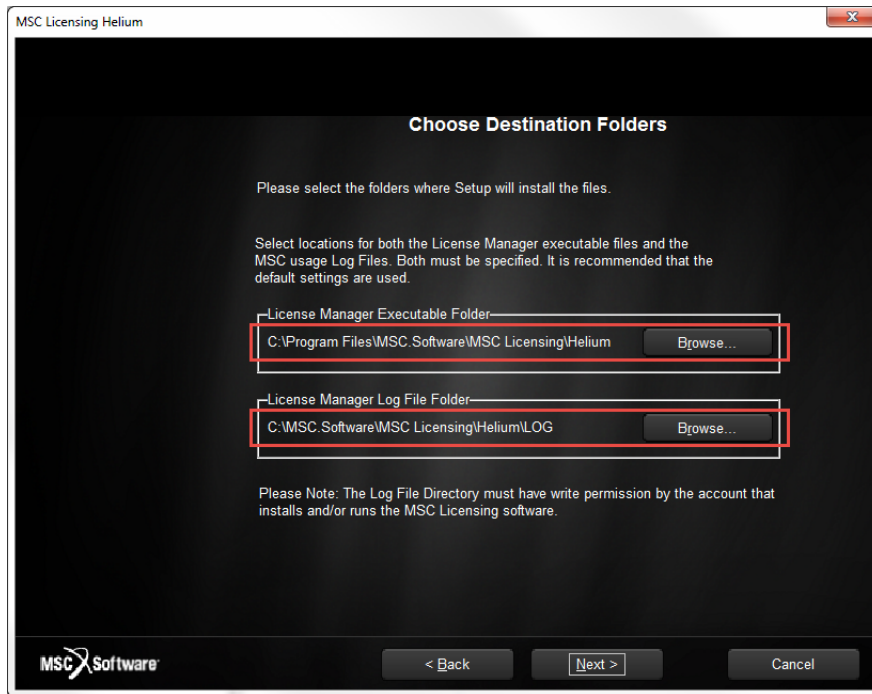 MSC Licensing Helium
Choose Destination Folders
Please select the folders where Setup will install the files.
Select locations for both the License Manager executable files and the
MSC usage Log Files. Both must be specified. It is recommended that the
default settings are used.
License Manager Executable Folder
C:\Program Files\MSC.Software\MSC Licensing\Helium Browse...
License Manager Log File Folder
C:\MSC.Software\MSC Licensing\Helium\LOG Browse...
Please Note: The Log File Directory must have write permission by the account that
installs and/or runs the MSC Licensing software.
MSC Software < Back Next > Cancel